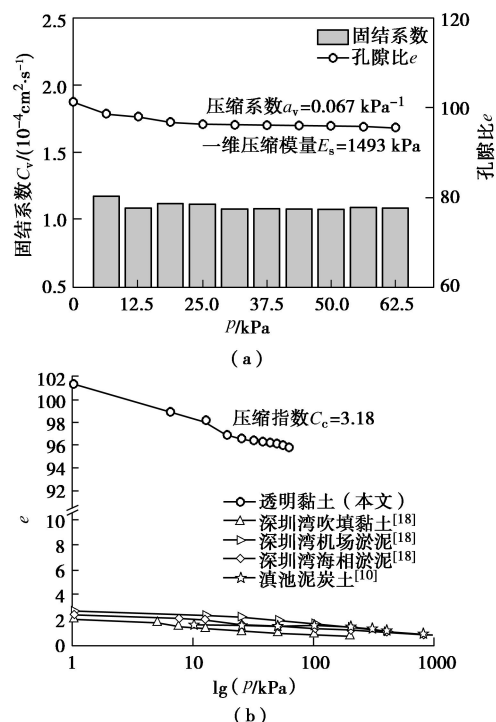 2.5
2.0
1.5
1.0
0.5
固结系数Cv/(10⁻⁴cm²·s⁻¹)
固结系数
孔隙比e
压缩系数av=0.067 kPa⁻¹
一维压缩模量Es=1493 kPa
120
100
80
60
孔隙比e
0 12.5 25.0 37.5 50.0 62.5
p/kPa
(a)
102
100
98
96
94
92
10
8
6
4
2
0
e
压缩指数Cc=3.18
透明黏土(本文)
深圳湾吹填黏土[18]
深圳湾机场淤泥[18]
深圳湾海相淤泥[18]
滇池泥炭土[10]
1 10 100 1000
lg(p/kPa)
(b)